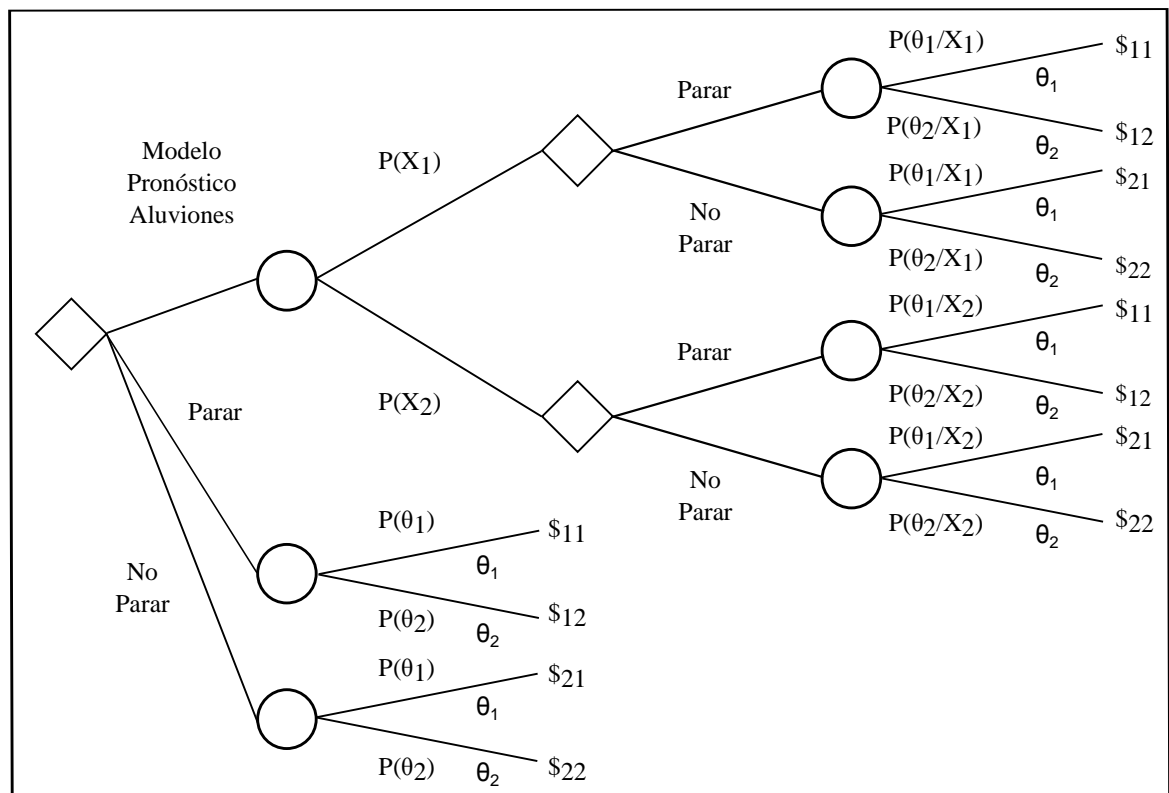 P(θ1/X1)
$11
Parar
θ1
P(θ2/X1)
θ2
$12
Modelo
Pronóstico
Aluviones
P(X1)
P(θ1/X1)
$21
No
Parar
θ1
P(θ2/X1)
θ2
$22
P(θ1/X2)
$11
Parar
θ1
P(θ2/X2)
θ2
$12
Parar
P(X2)
P(θ1/X2)
$21
No
Parar
θ1
P(θ2/X2)
θ2
$22
P(θ1)
$11
No
Parar
θ1
P(θ2)
θ2
$12
P(θ1)
$21
θ1
P(θ2)
θ2
$22